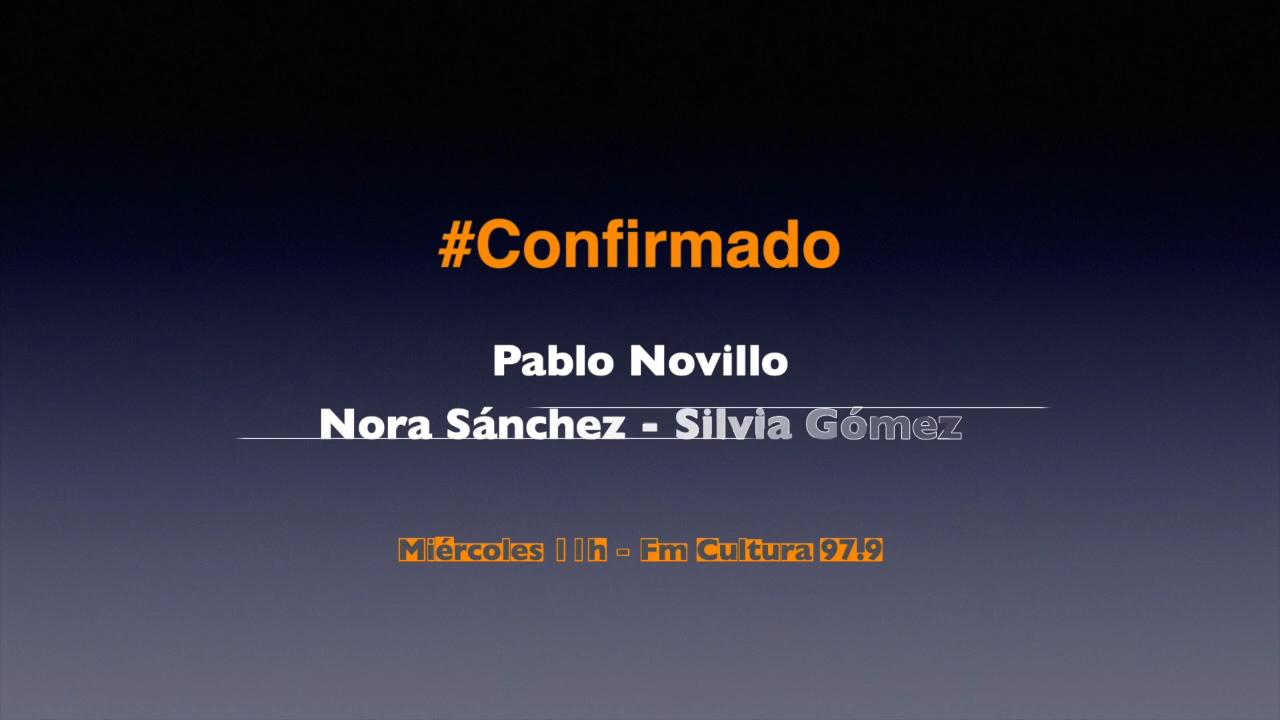 #Confirmado
Pablo Novillo
Nora Sánchez - Silvia Gómez
Miércoles 11h - Fm Cultura 97.9